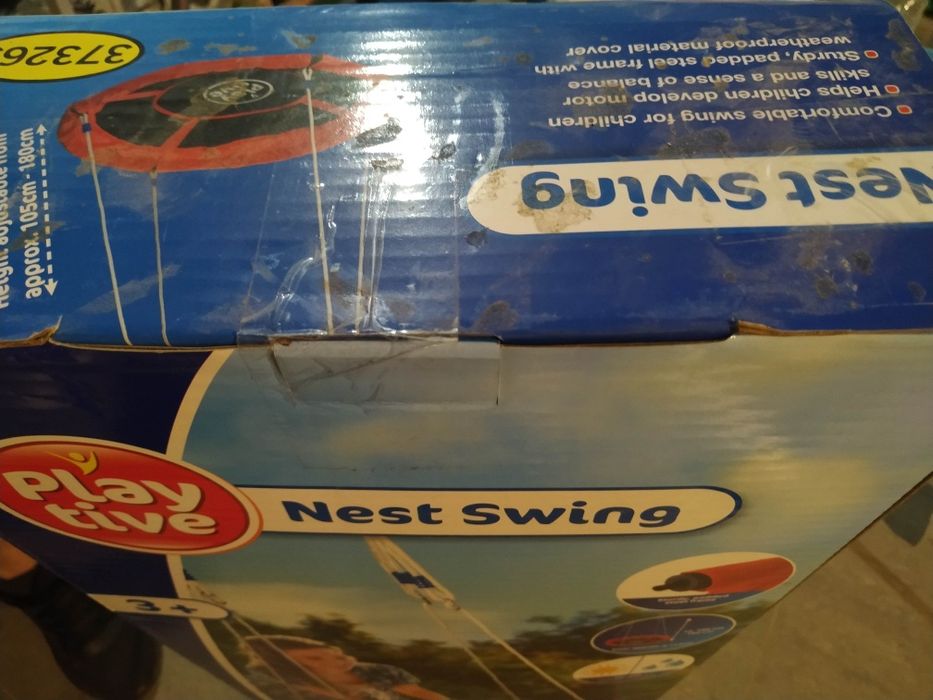 37326
Height adjustable from
approx. 105cm - 180cm
Nest Swing
Comfortable swing for children
Helps children develop motor
skills and a sense of balance
Sturdy, padded steel frame with
weatherproof material cover
Play
tive
Nest Swing
3+